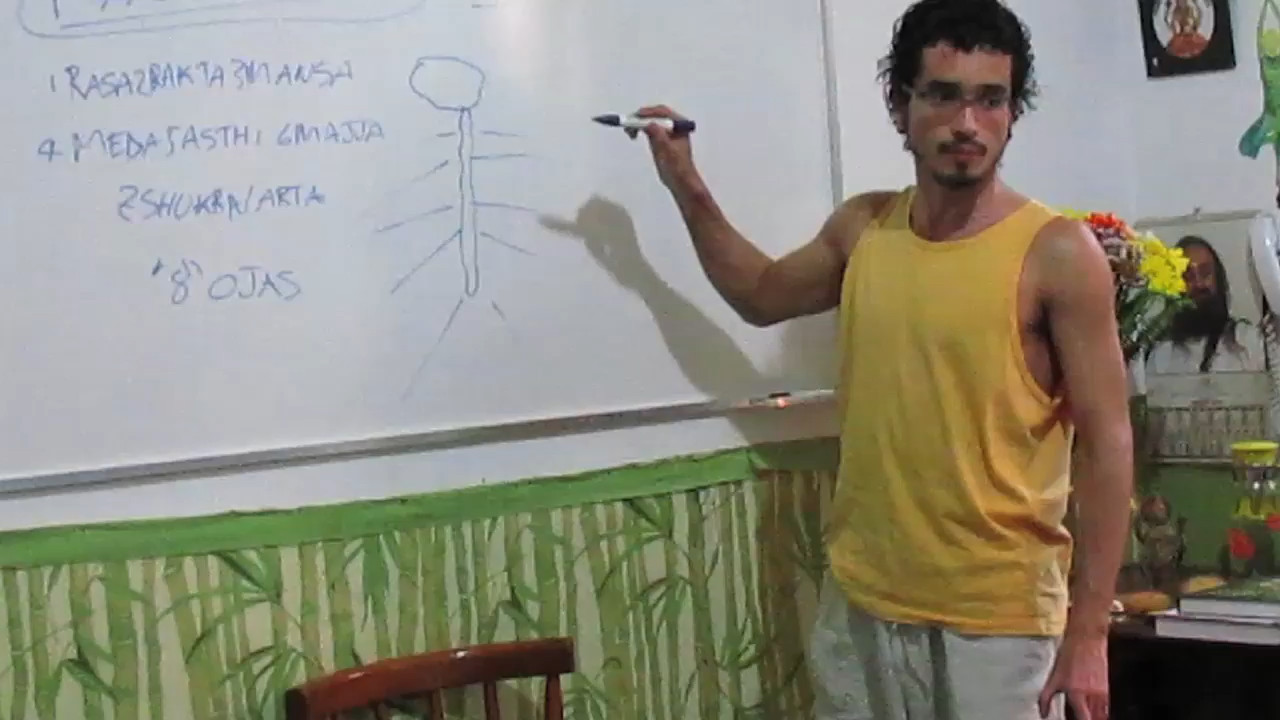 1 RASA 2 RAKTA 3 MANSA
4 MEDA 5 ASTHI 6 MAJJA
7 SHUKRA/ARTA
"8" OJAS